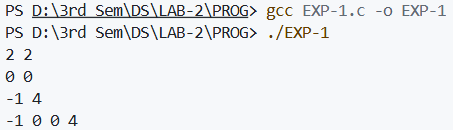 PS D:\3rd Sem\DS\LAB-2\PROG> gcc EXP-1.c -o EXP-1
PS D:\3rd Sem\DS\LAB-2\PROG> ./EXP-1
2 2
0 0
-1 4
-1 0 0 4